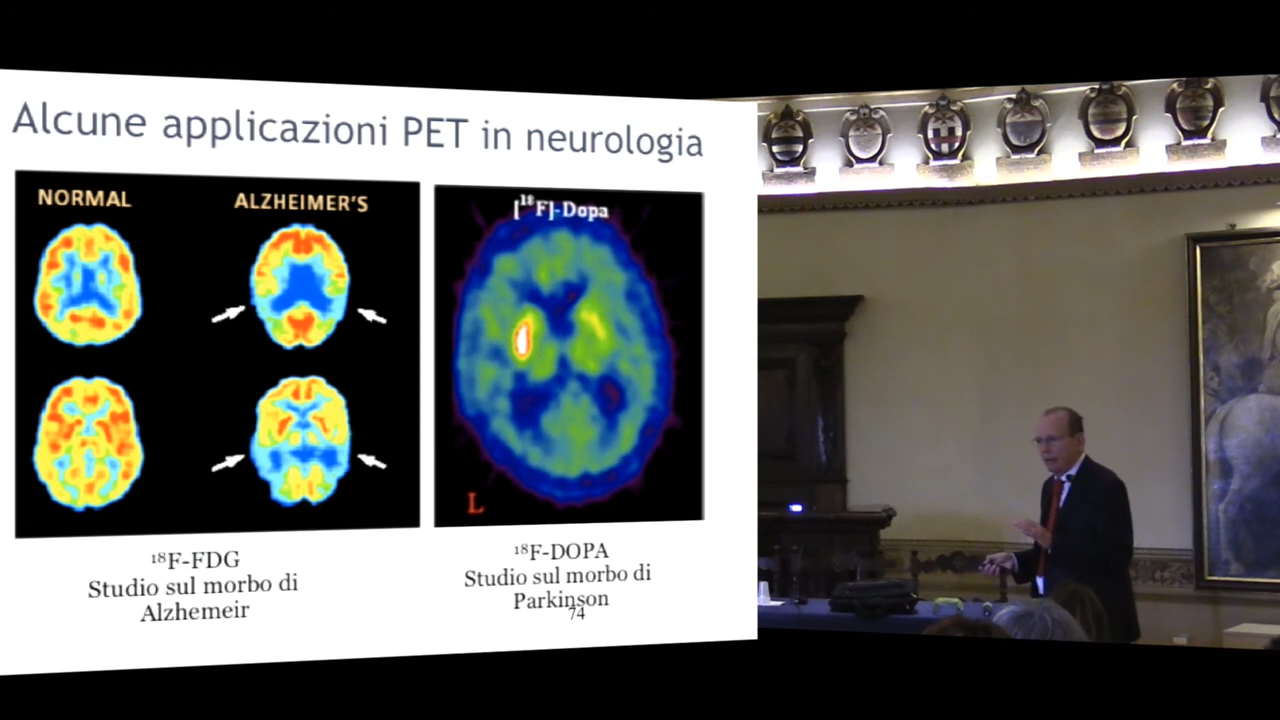 Alcune applicazioni PET in neurologia
NORMAL
ALZHEIMER'S
[¹⁸F]-Dopa
L
¹⁸F-FDG
Studio sul morbo di
Alzhemeir
¹⁸F-DOPA
Studio sul morbo di
Parkinson
74